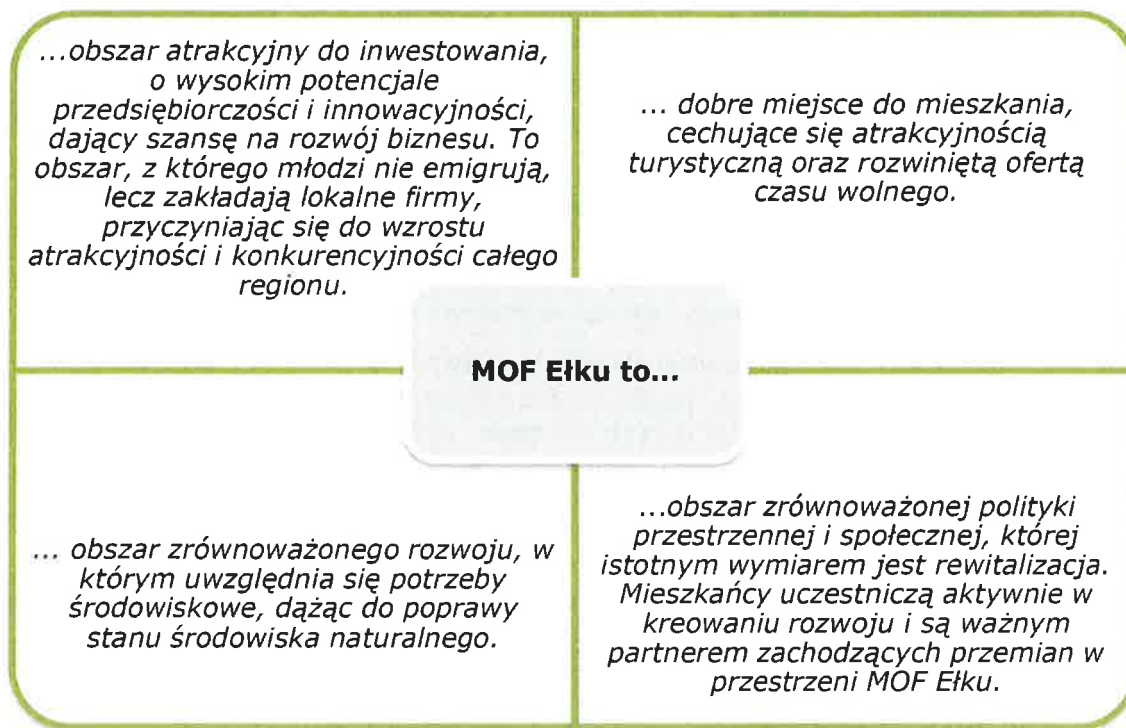 ...obszar atrakcyjny do inwestowania,
o wysokim potencjale
przedsiębiorczości i innowacyjności,
dający szansę na rozwój biznesu. To
obszar, z którego młodzi nie emigrują,
lecz zakładają lokalne firmy,
przyczyniając się do wzrostu
atrakcyjności i konkurencyjności całego
regionu.
... dobre miejsce do mieszkania,
cechujące się atrakcyjnością
turystyczną oraz rozwiniętą ofertą
czasu wolnego.
MOF Ełku to...
... obszar zrównoważonego rozwoju, w
którym uwzględnia się potrzeby
środowiskowe, dążąc do poprawy
stanu środowiska naturalnego.
...obszar zrównoważonej polityki
przestrzennej i społecznej, której
istotnym wymiarem jest rewitalizacja.
Mieszkańcy uczestniczą aktywnie w
kreowaniu rozwoju i są ważnym
partnerem zachodzących przemian w
przestrzeni MOF Ełku.